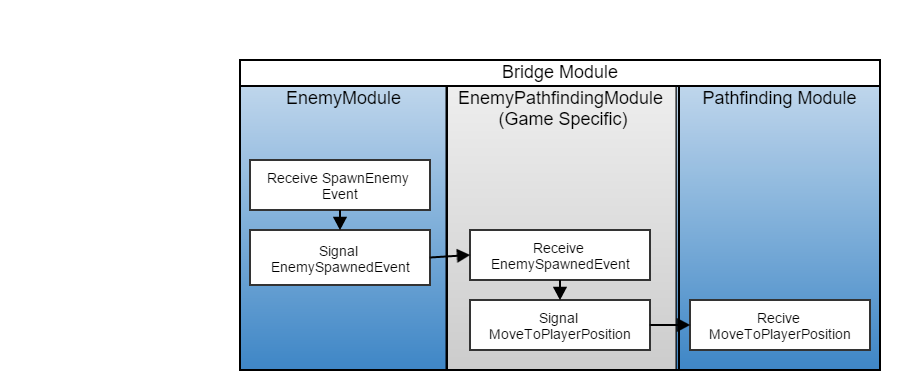 Bridge Module
EnemyModule
EnemyPathfindingModule
(Game Specific)
Pathfinding Module
Receive SpawnEnemy
Event
Signal
EnemySpawnedEvent
Receive
EnemySpawnedEvent
Signal
MoveToPlayerPosition
Recive
MoveToPlayerPosition